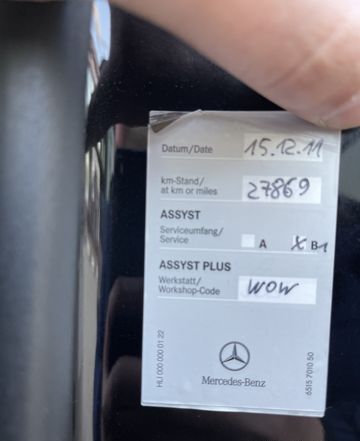 Datum/Date 15.12.11
km-Stand/
at km or miles 27869
ASSYST
Serviceumfang/
Service A X B1
ASSYST PLUS
Werkstatt/
Workshop-Code WOW
HLI 000 000 01 22
6515 7010 50
Mercedes-Benz